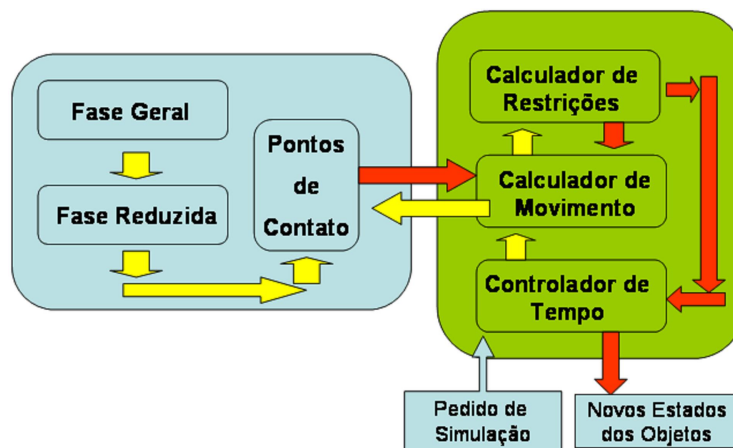 Fase Geral
Fase Reduzida
Pontos
de
Contato
Calculador de
Restrições
Calculador de
Movimento
Controlador de
Tempo
Pedido de
Simulação
Novos Estados
dos Objetos